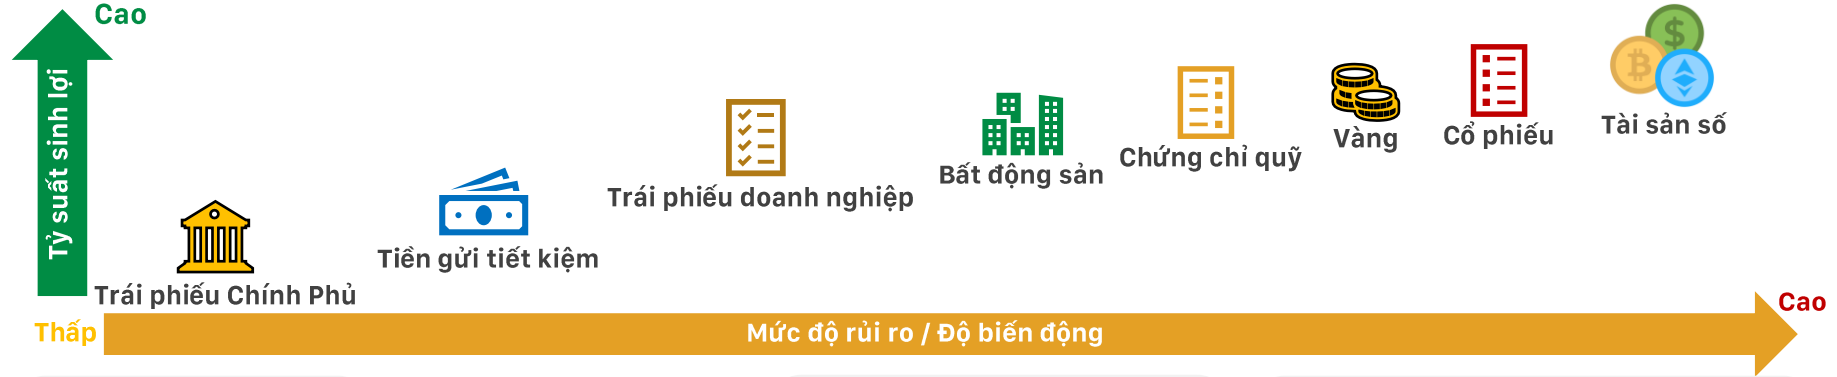 Cao
Tỷ suất sinh lợi
Tài sản số
Cổ phiếu
Vàng
Chứng chỉ quỹ
Bất động sản
Trái phiếu doanh nghiệp
Tiền gửi tiết kiệm
Trái phiếu Chính Phủ
Cao
Thấp
Mức độ rủi ro / Độ biến động